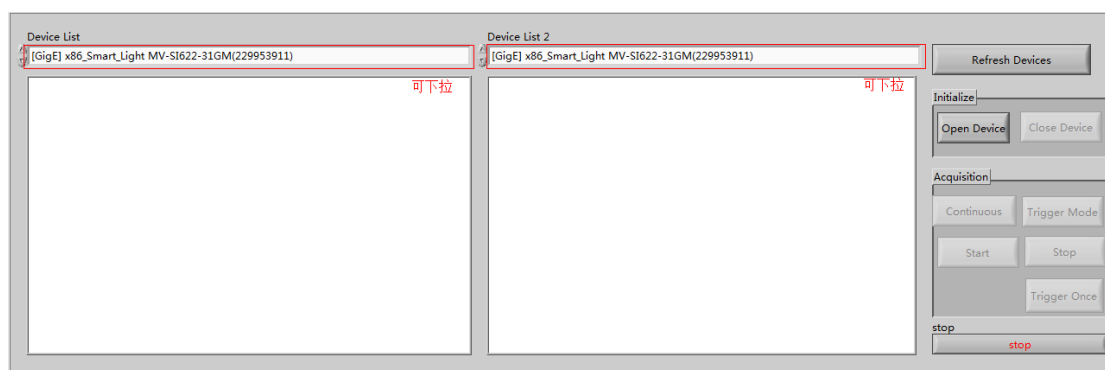 Device List
Device List 2
[GigE] x86_Smart_Light MV-SI622-31GM(229953911)
[GigE] x86_Smart_Light MV-SI622-31GM(229953911)
可下拉
可下拉
Refresh Devices
Initialize
Open Device
Close Device
Acquisition
Continuous
Trigger Mode
Start
Stop
Trigger Once
stop
stop